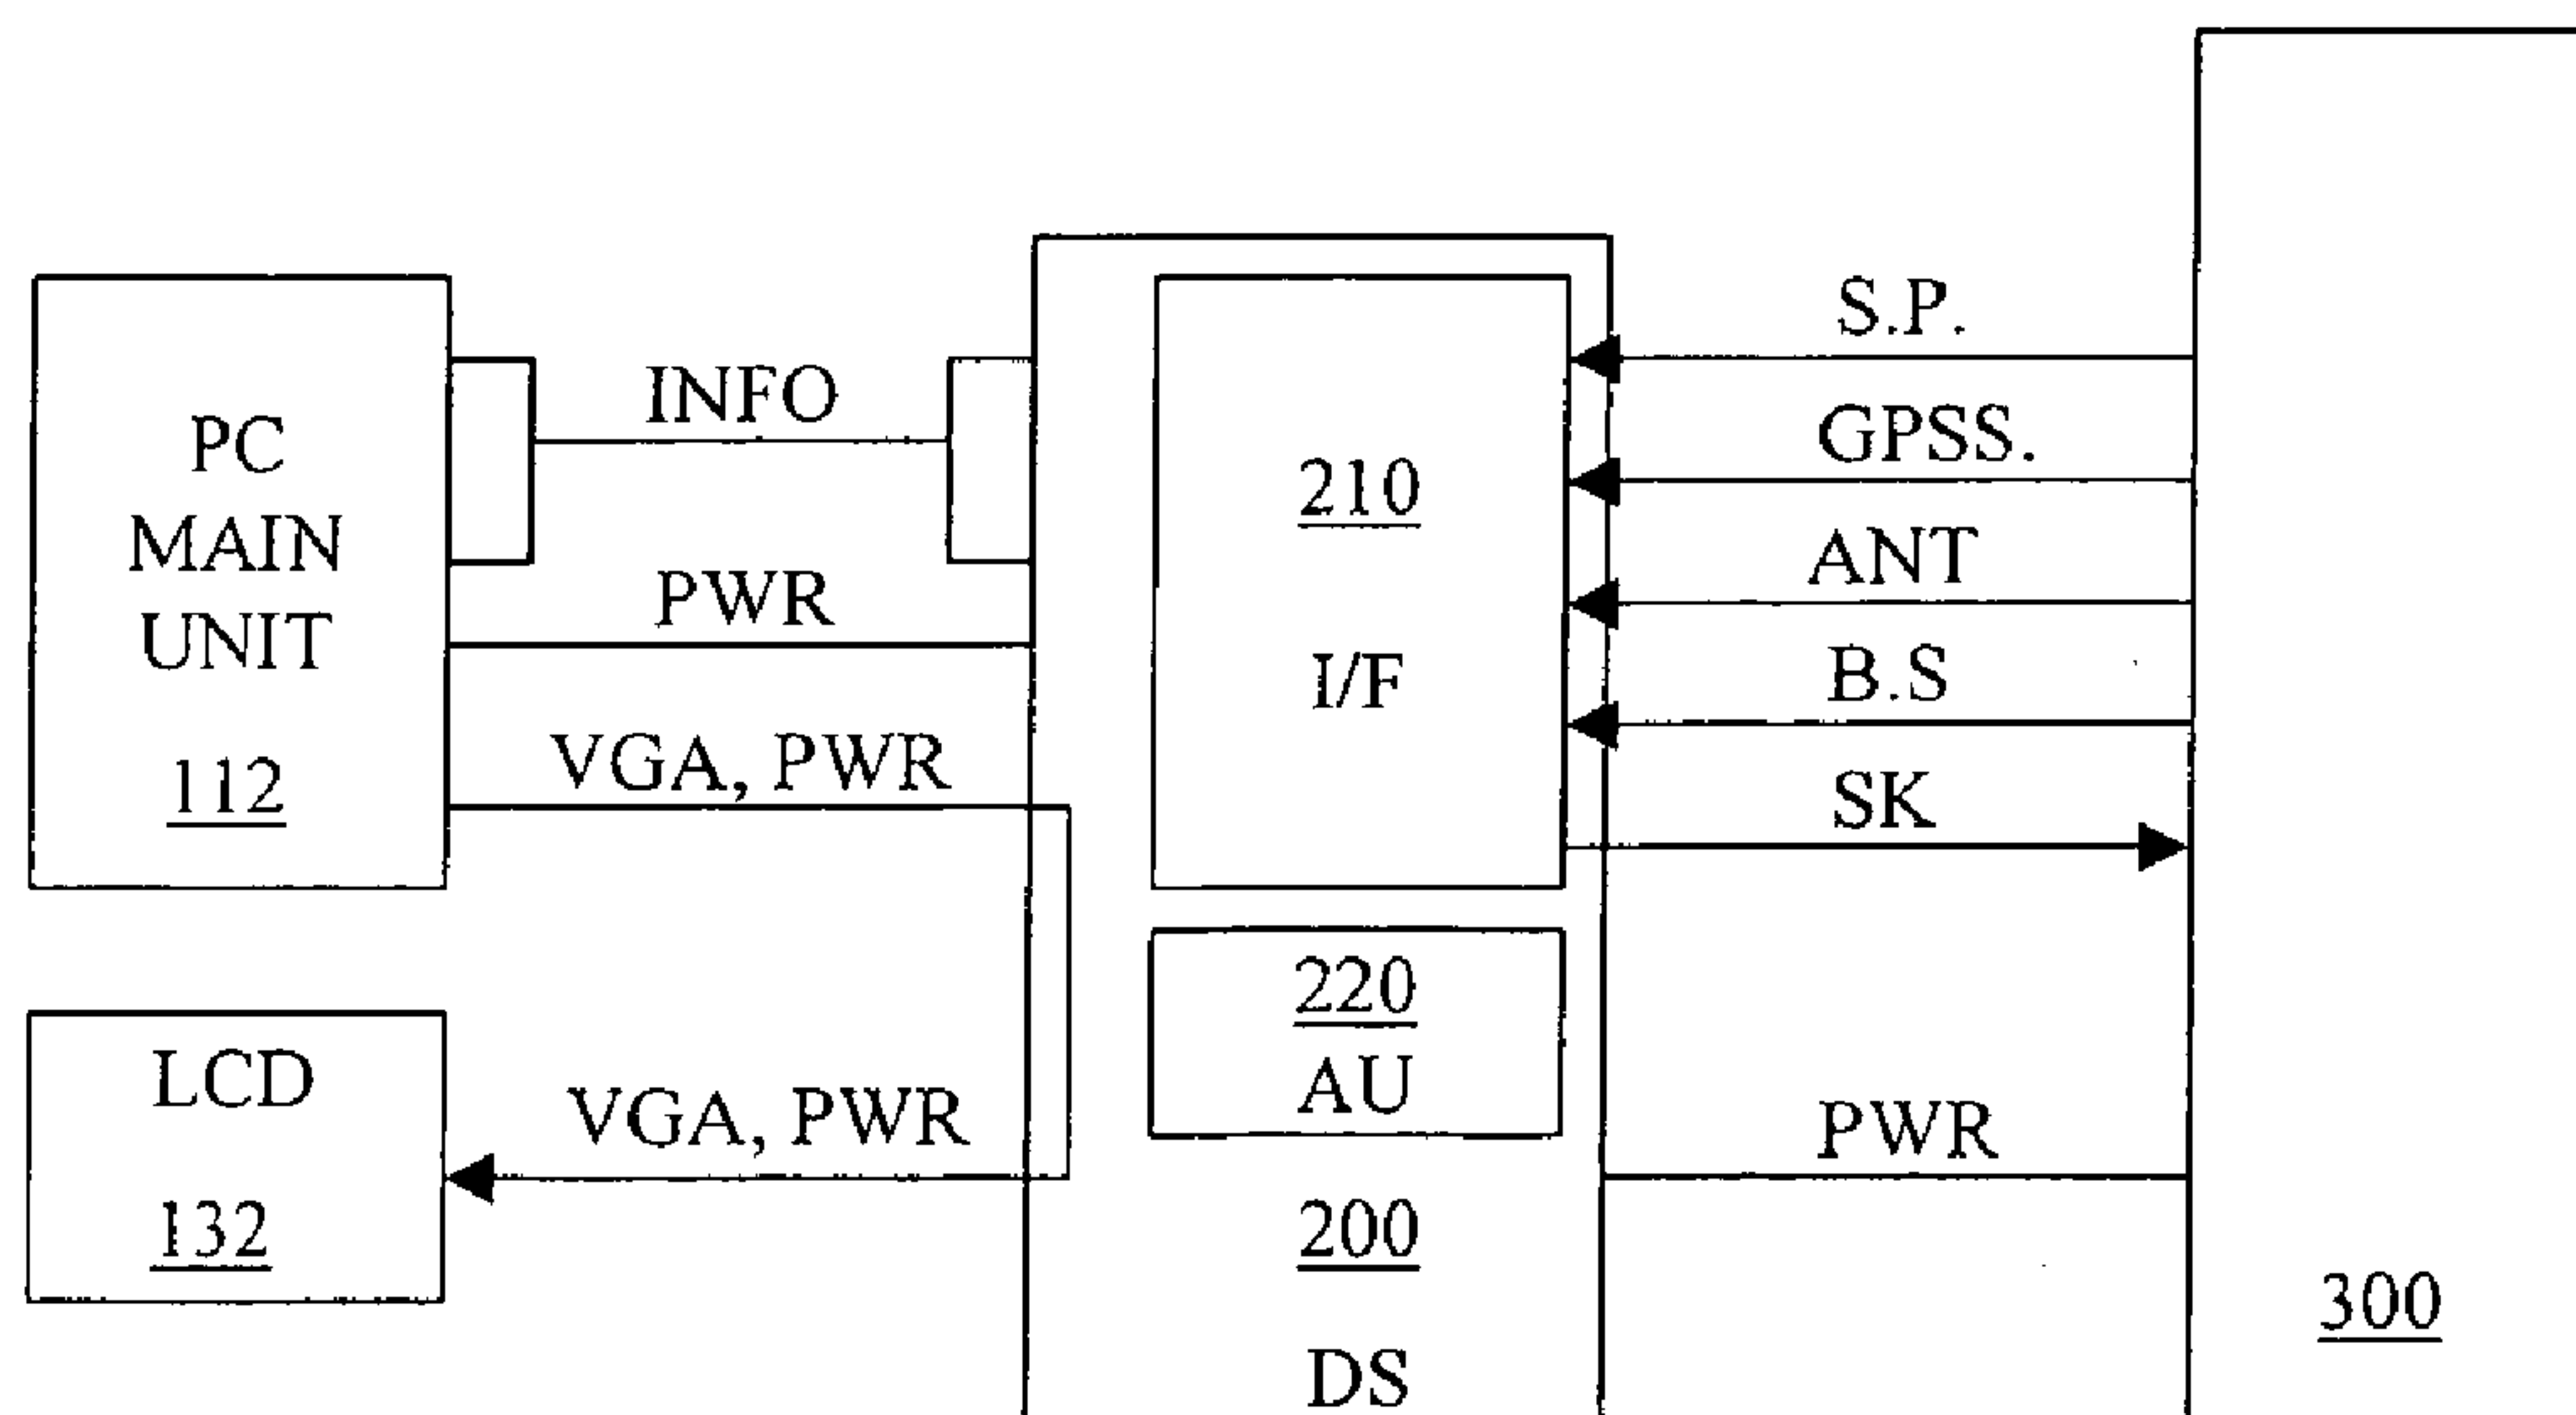 PC
MAIN
UNIT
112
INFO
PWR
VGA, PWR
LCD
132
VGA, PWR
210
I/F
220
AU
200
DS
S.P.
GPSS.
ANT
B.S
SK
PWR
300